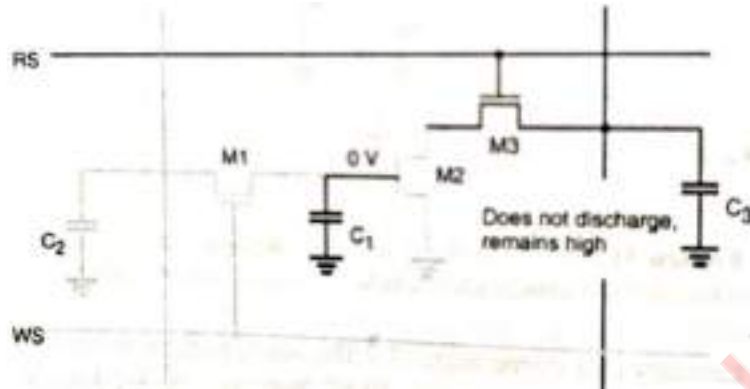 RS
M3
M1
0 V
M2
C2
C1
C3
Does not discharge,
remains high
WS